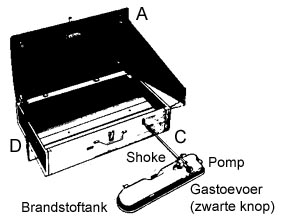 A
D
C
Shoke
Pomp
Gastoevoer
(zwarte knop)
Brandstoftank